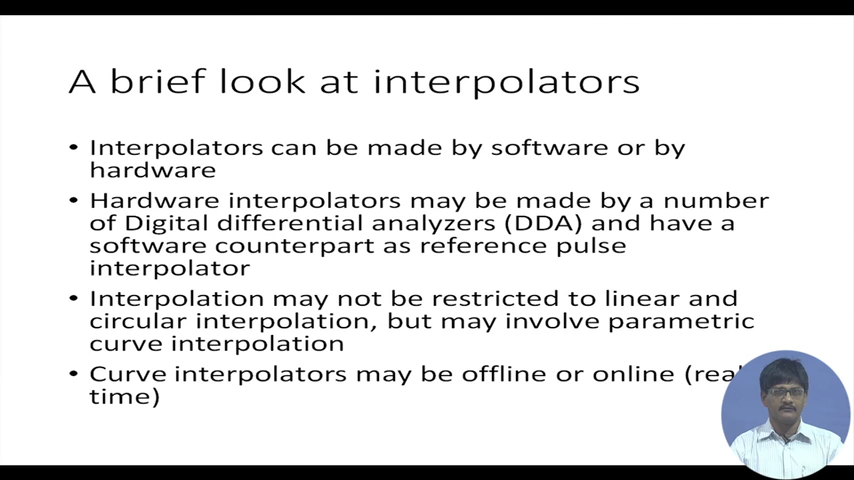 A brief look at interpolators
• Interpolators can be made by software or by
hardware
• Hardware interpolators may be made by a number
of Digital differential analyzers (DDA) and have a
software counterpart as reference pulse
interpolator
• Interpolation may not be restricted to linear and
circular interpolation, but may involve parametric
curve interpolation
• Curve interpolators may be offline or online (real
time)